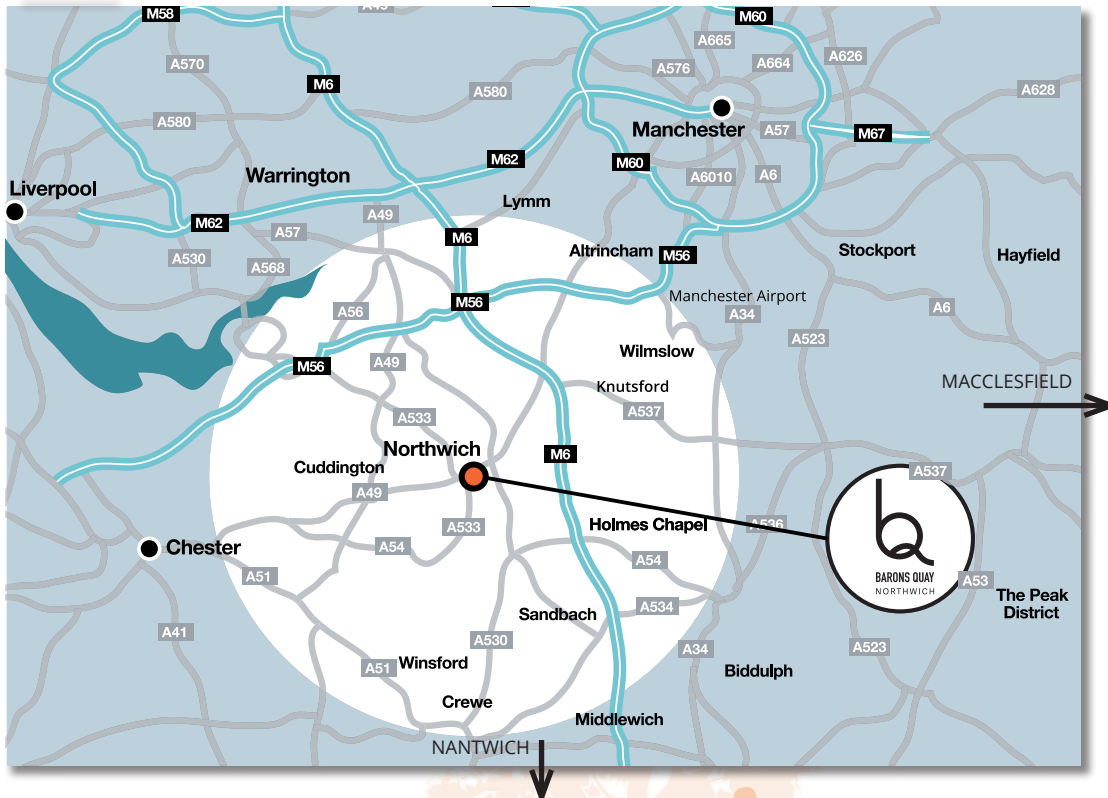 M58
M60
A665
A570
A576
A664
A626
M6
A580
A628
A580
Manchester
A57
M67
M62
M60
Warrington
A6010
A6
Liverpool
Lymm
A49
M62
A57
M6
Altrincham
M56
Stockport
Hayfield
A530
A568
Manchester Airport
M56
A56
A34
A6
A523
Wilmslow
M56
A49
Knutsford
MACCLESFIELD
A533
A537
Northwich
M6
Cuddington
A537
A49
A533
Holmes Chapel
A536
Chester
A54
A54
BARONS QUAY
NORTHWICH
A51
A53
The Peak
District
Sandbach
A534
A41
A530
A34
A523
A51
Winsford
Biddulph
Crewe
Middlewich
NANTWICH